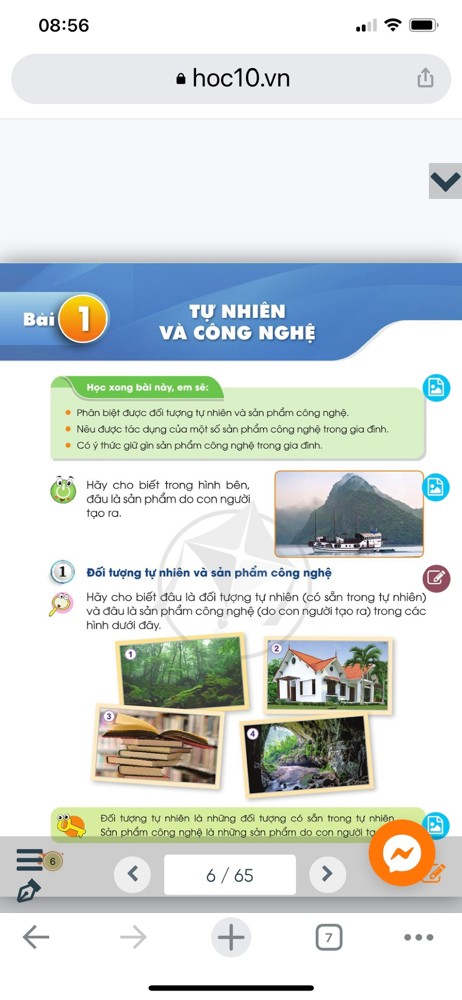 08:56
hoc10.vn
Bài 1
TỰ NHIÊN
VÀ CÔNG NGHỆ
Học xong bài này, em sẽ:
Phân biệt được đối tượng tự nhiên và sản phẩm công nghệ.
Nêu được tác dụng của một số sản phẩm công nghệ trong gia đình.
Có ý thức giữ gìn sản phẩm công nghệ trong gia đình.
Hãy cho biết trong hình bên,
đâu là sản phẩm do con người
tạo ra.
1 Đối tượng tự nhiên và sản phẩm công nghệ
Hãy cho biết đâu là đối tượng tự nhiên (có sẵn trong tự nhiên)
và đâu là sản phẩm công nghệ (do con người tạo ra) trong các
hình dưới đây.
1
2
3
4
Đối tượng tự nhiên là những đối tượng có sẵn trong tự nhiên
Sản phẩm công nghệ là những sản phẩm do con người
6
6 / 65
7